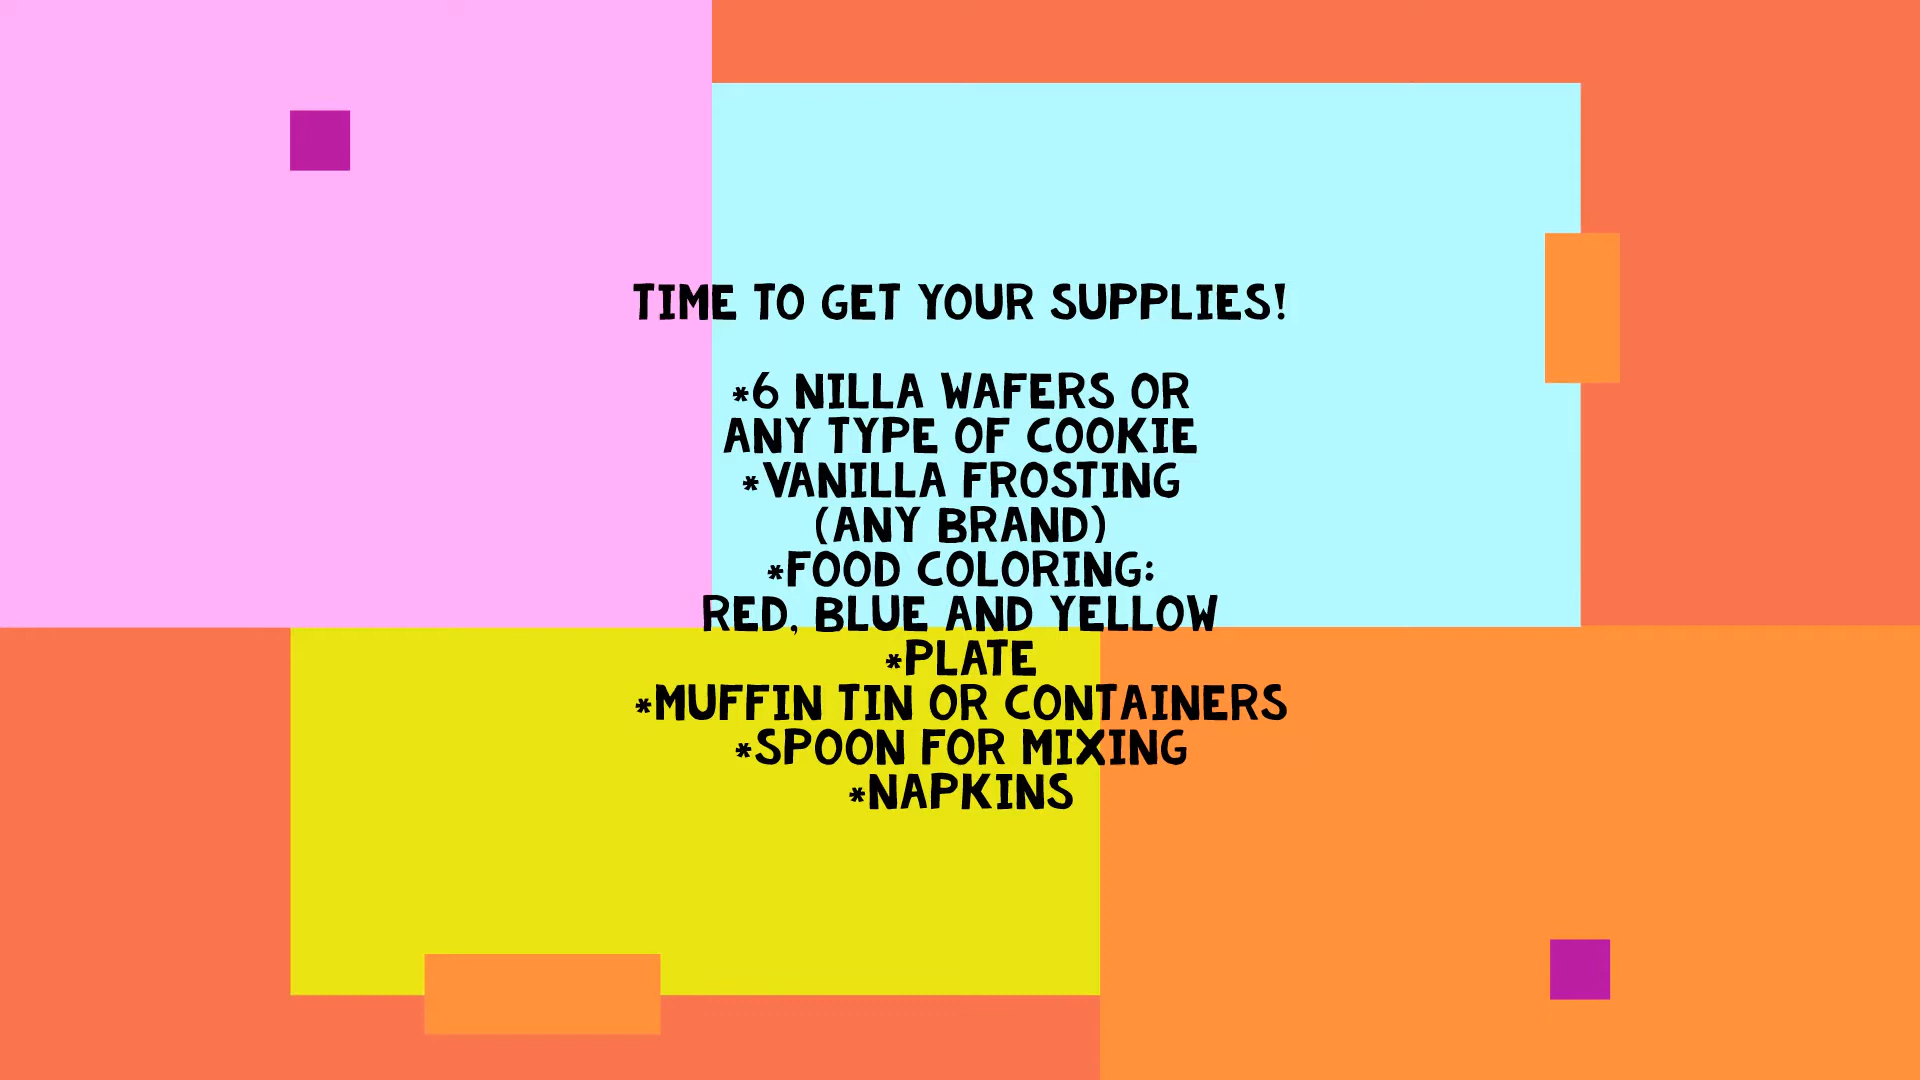 TIME TO GET YOUR SUPPLIES!
*6 NILLA WAFERS OR
ANY TYPE OF COOKIE
*VANILLA FROSTING
(ANY BRAND)
*FOOD COLORING:
RED, BLUE AND YELLOW
*PLATE
*MUFFIN TIN OR CONTAINERS
*SPOON FOR MIXING
*NAPKINS